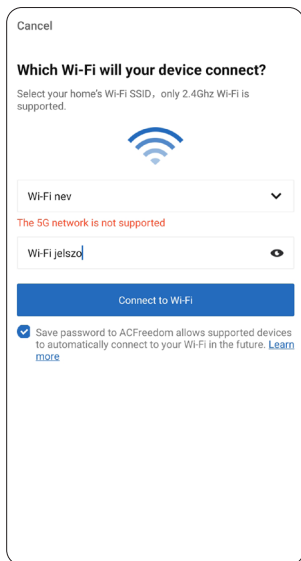 Cancel
Which Wi-Fi will your device connect?
Select your home's Wi-Fi SSID, only 2.4Ghz Wi-Fi is
supported.
Wi-Fi nev
The 5G network is not supported
Wi-Fi jelszo
Connect to Wi-Fi
Save password to ACFreedom allows supported devices
to automatically connect to your Wi-Fi in the future. Learn
more